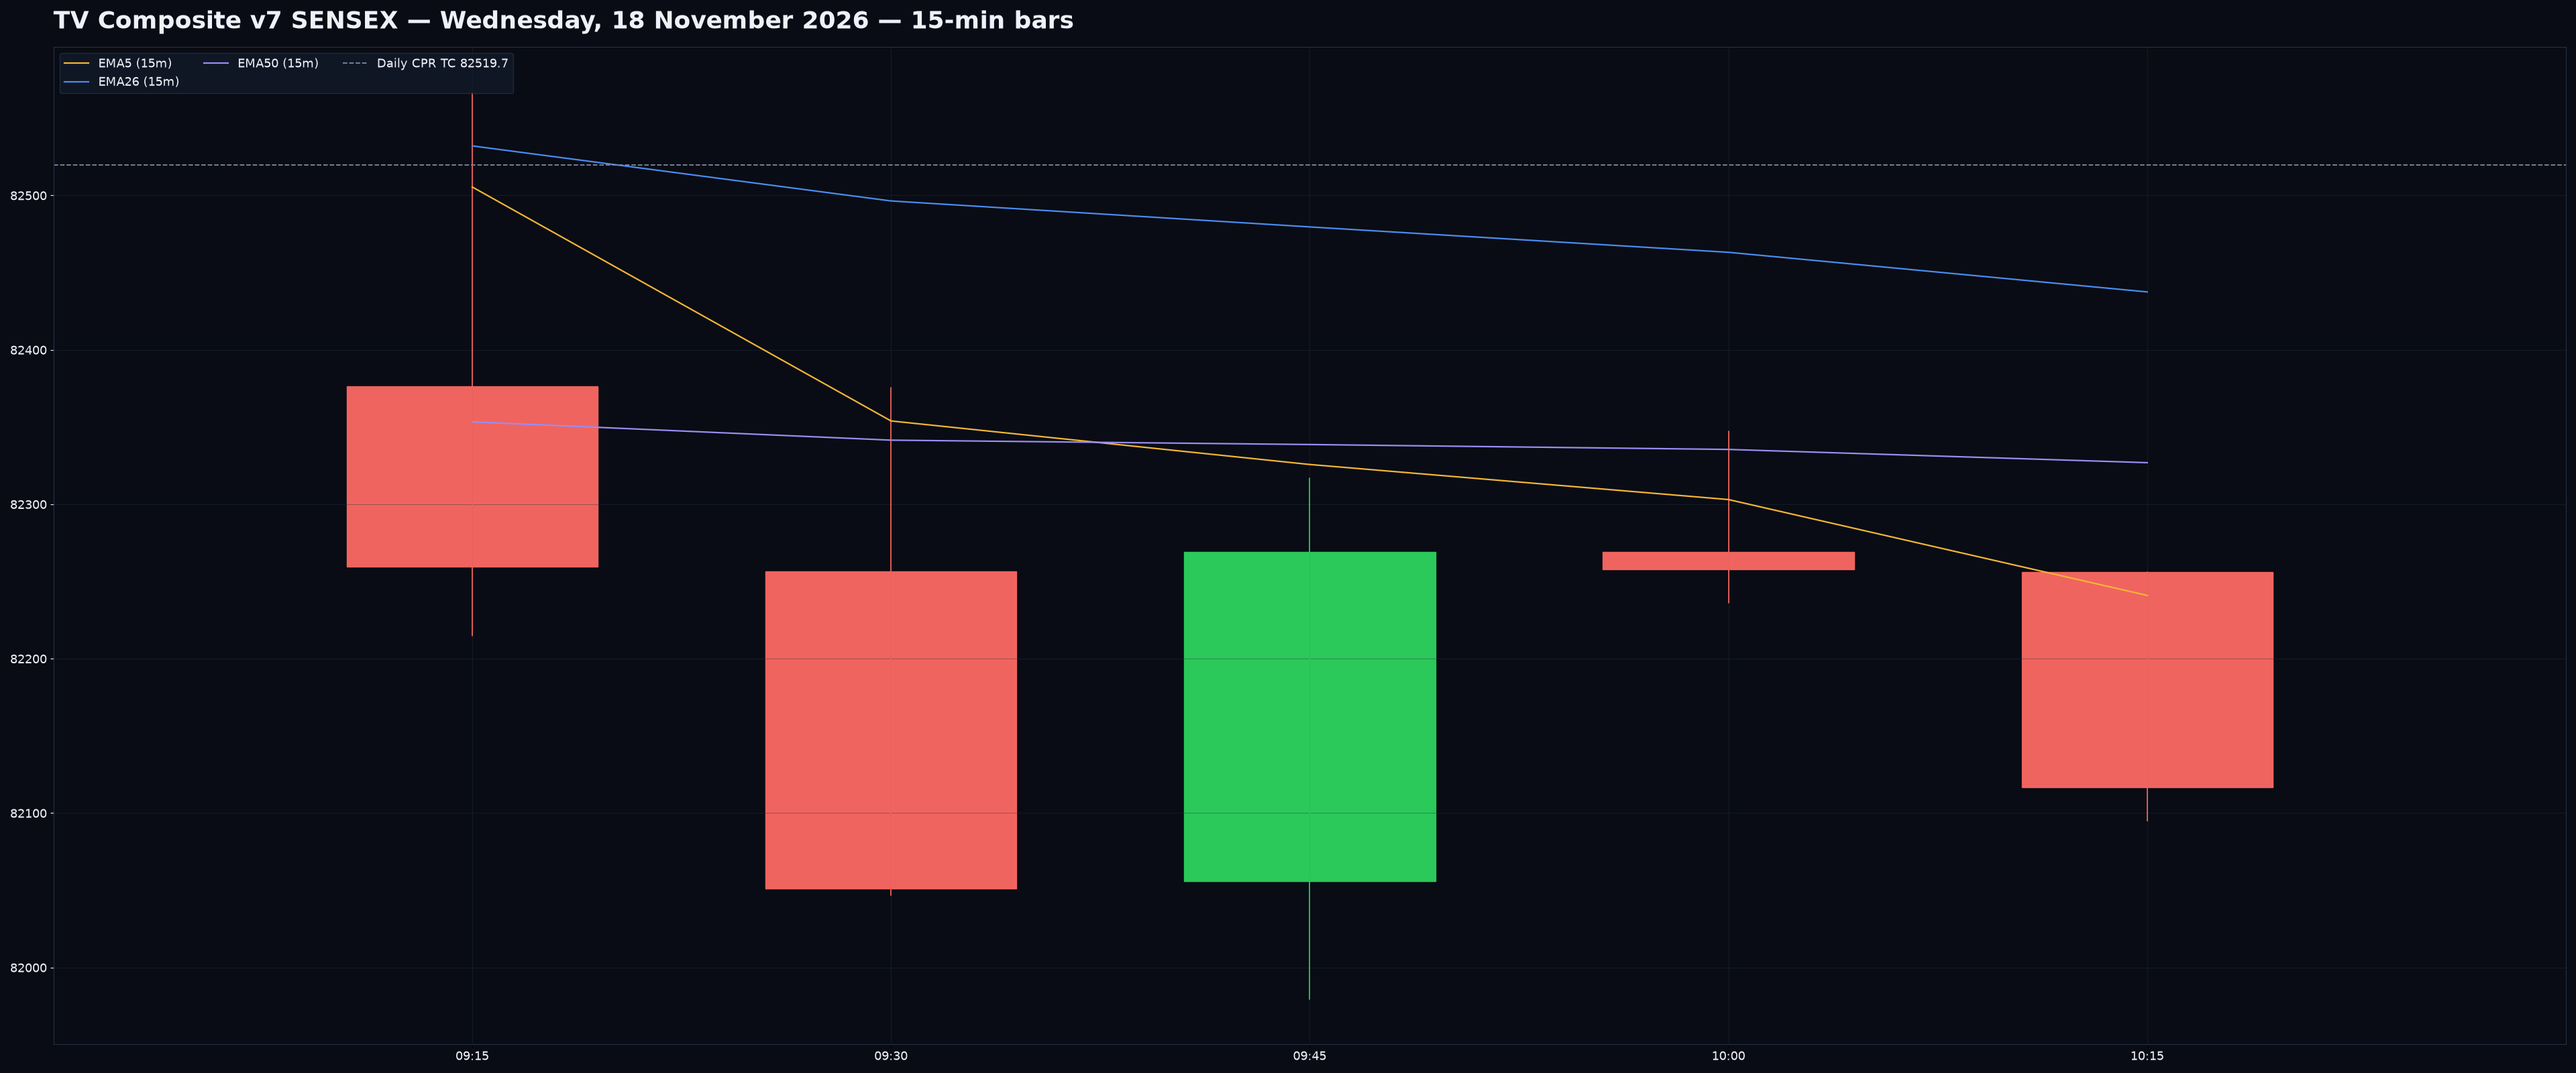 TV Composite v7 SENSEX — Wednesday, 18 November 2026 — 15-min bars
EMA5 (15m) EMA50 (15m) Daily CPR TC 82519.7
EMA26 (15m)
82500
82400
82300
82200
82100
82000
09:15 09:30 09:45 10:00 10:15